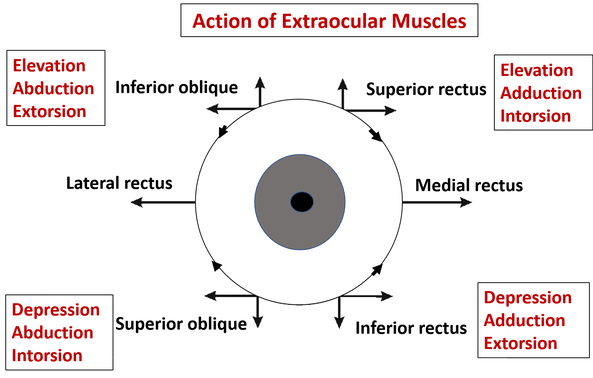 Action of Extraocular Muscles
Elevation
Abduction
Extorsion
Inferior oblique
Superior rectus
Elevation
Adduction
Intorsion
Lateral rectus
Medial rectus
Depression
Abduction
Intorsion
Superior oblique
Inferior rectus
Depression
Adduction
Extorsion